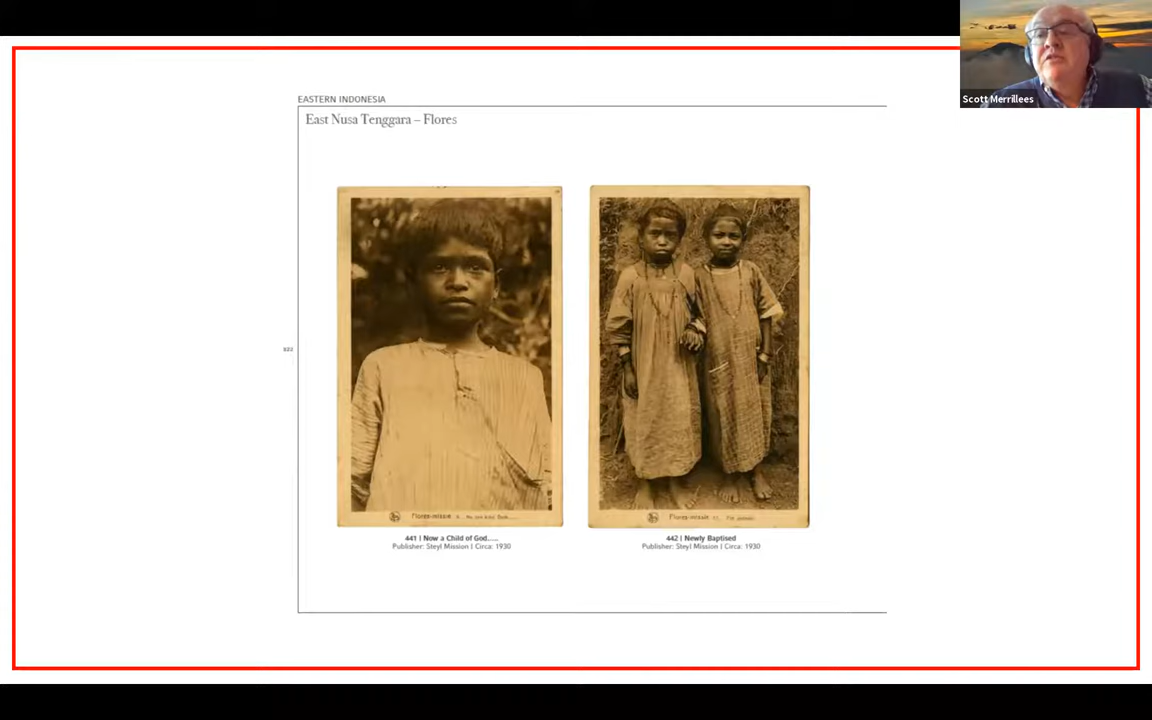 Scott Merrillees
EASTERN INDONESIA
East Nusa Tenggara – Flores
Flores-missie
Flores-missie
441 | Now a Child of God.....
Publisher: Steyl Mission | Circa: 1930
442 | Newly Baptised
Publisher: Steyl Mission | Circa: 1930